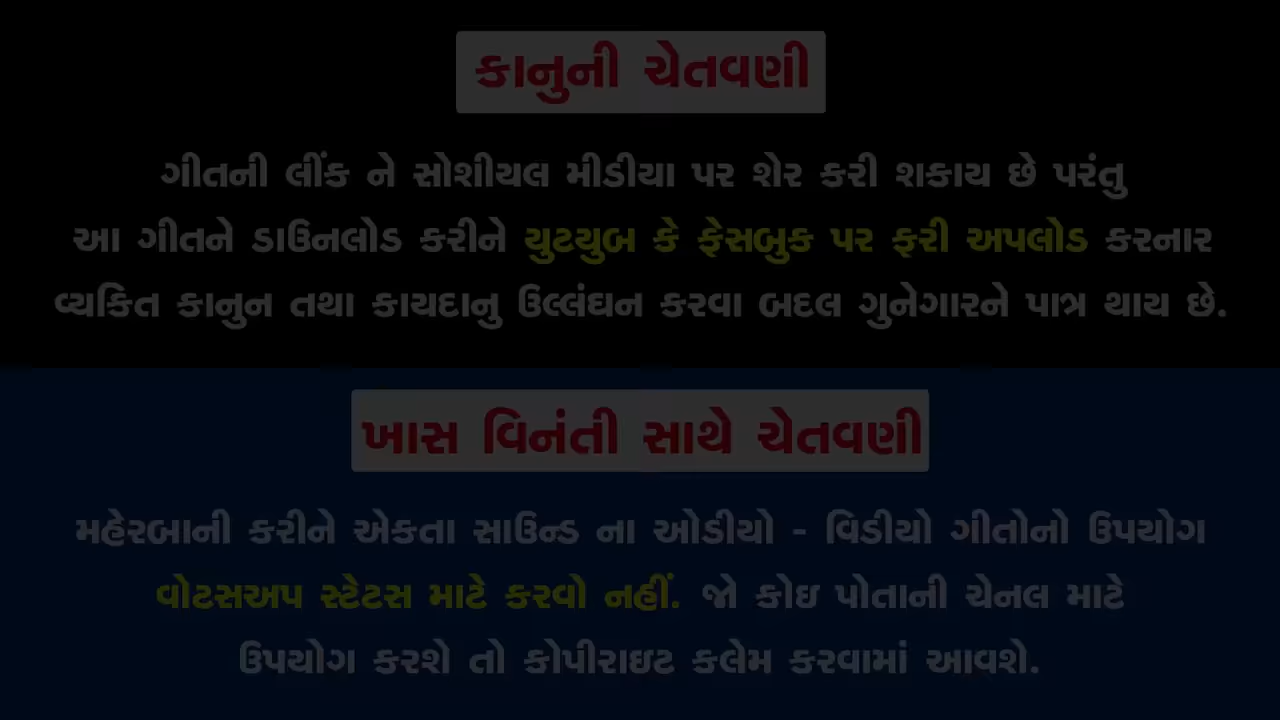 કાનુની ચેતવણી
ગીતની લીંક ને સોશીયલ મીડીયા પર શેર કરી શકાય છે પરંતુ
આ ગીતને ડાઉનલોડ કરીને યુટયુબ કે ફેસબુક પર ફરી અપલોડ કરનાર
વ્યકિત કાનુન તથા કાયદાનુ ઉલ્લંઘન કરવા બદલ ગુનેગારને પાત્ર થાય છે.
ખાસ વિનંતી સાથે ચેતવણી
મહેરબાની કરીને એકતા સાઉન્ડ ના ઓડીયો - વિડીયો ગીતોનો ઉપયોગ
વોટસઅપ સ્ટેટસ માટે કરવો નહીં. જો કોઇ પોતાની ચેનલ માટે
ઉપયોગ કરશે તો કોપીરાઇટ કલેમ કરવામાં આવશે.